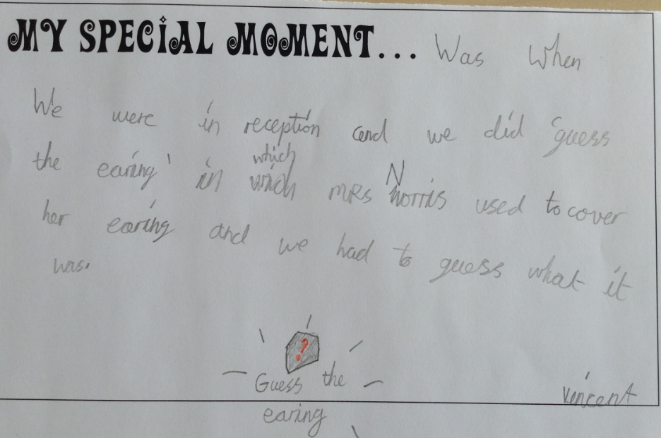 MY SPECIAL MOMENT... Was when
We were in reception and we did 'guess
the earing' in which mrs Norris used to cover
her earing and we had to guess what it
was.
?
Guess the
earing
Vincent